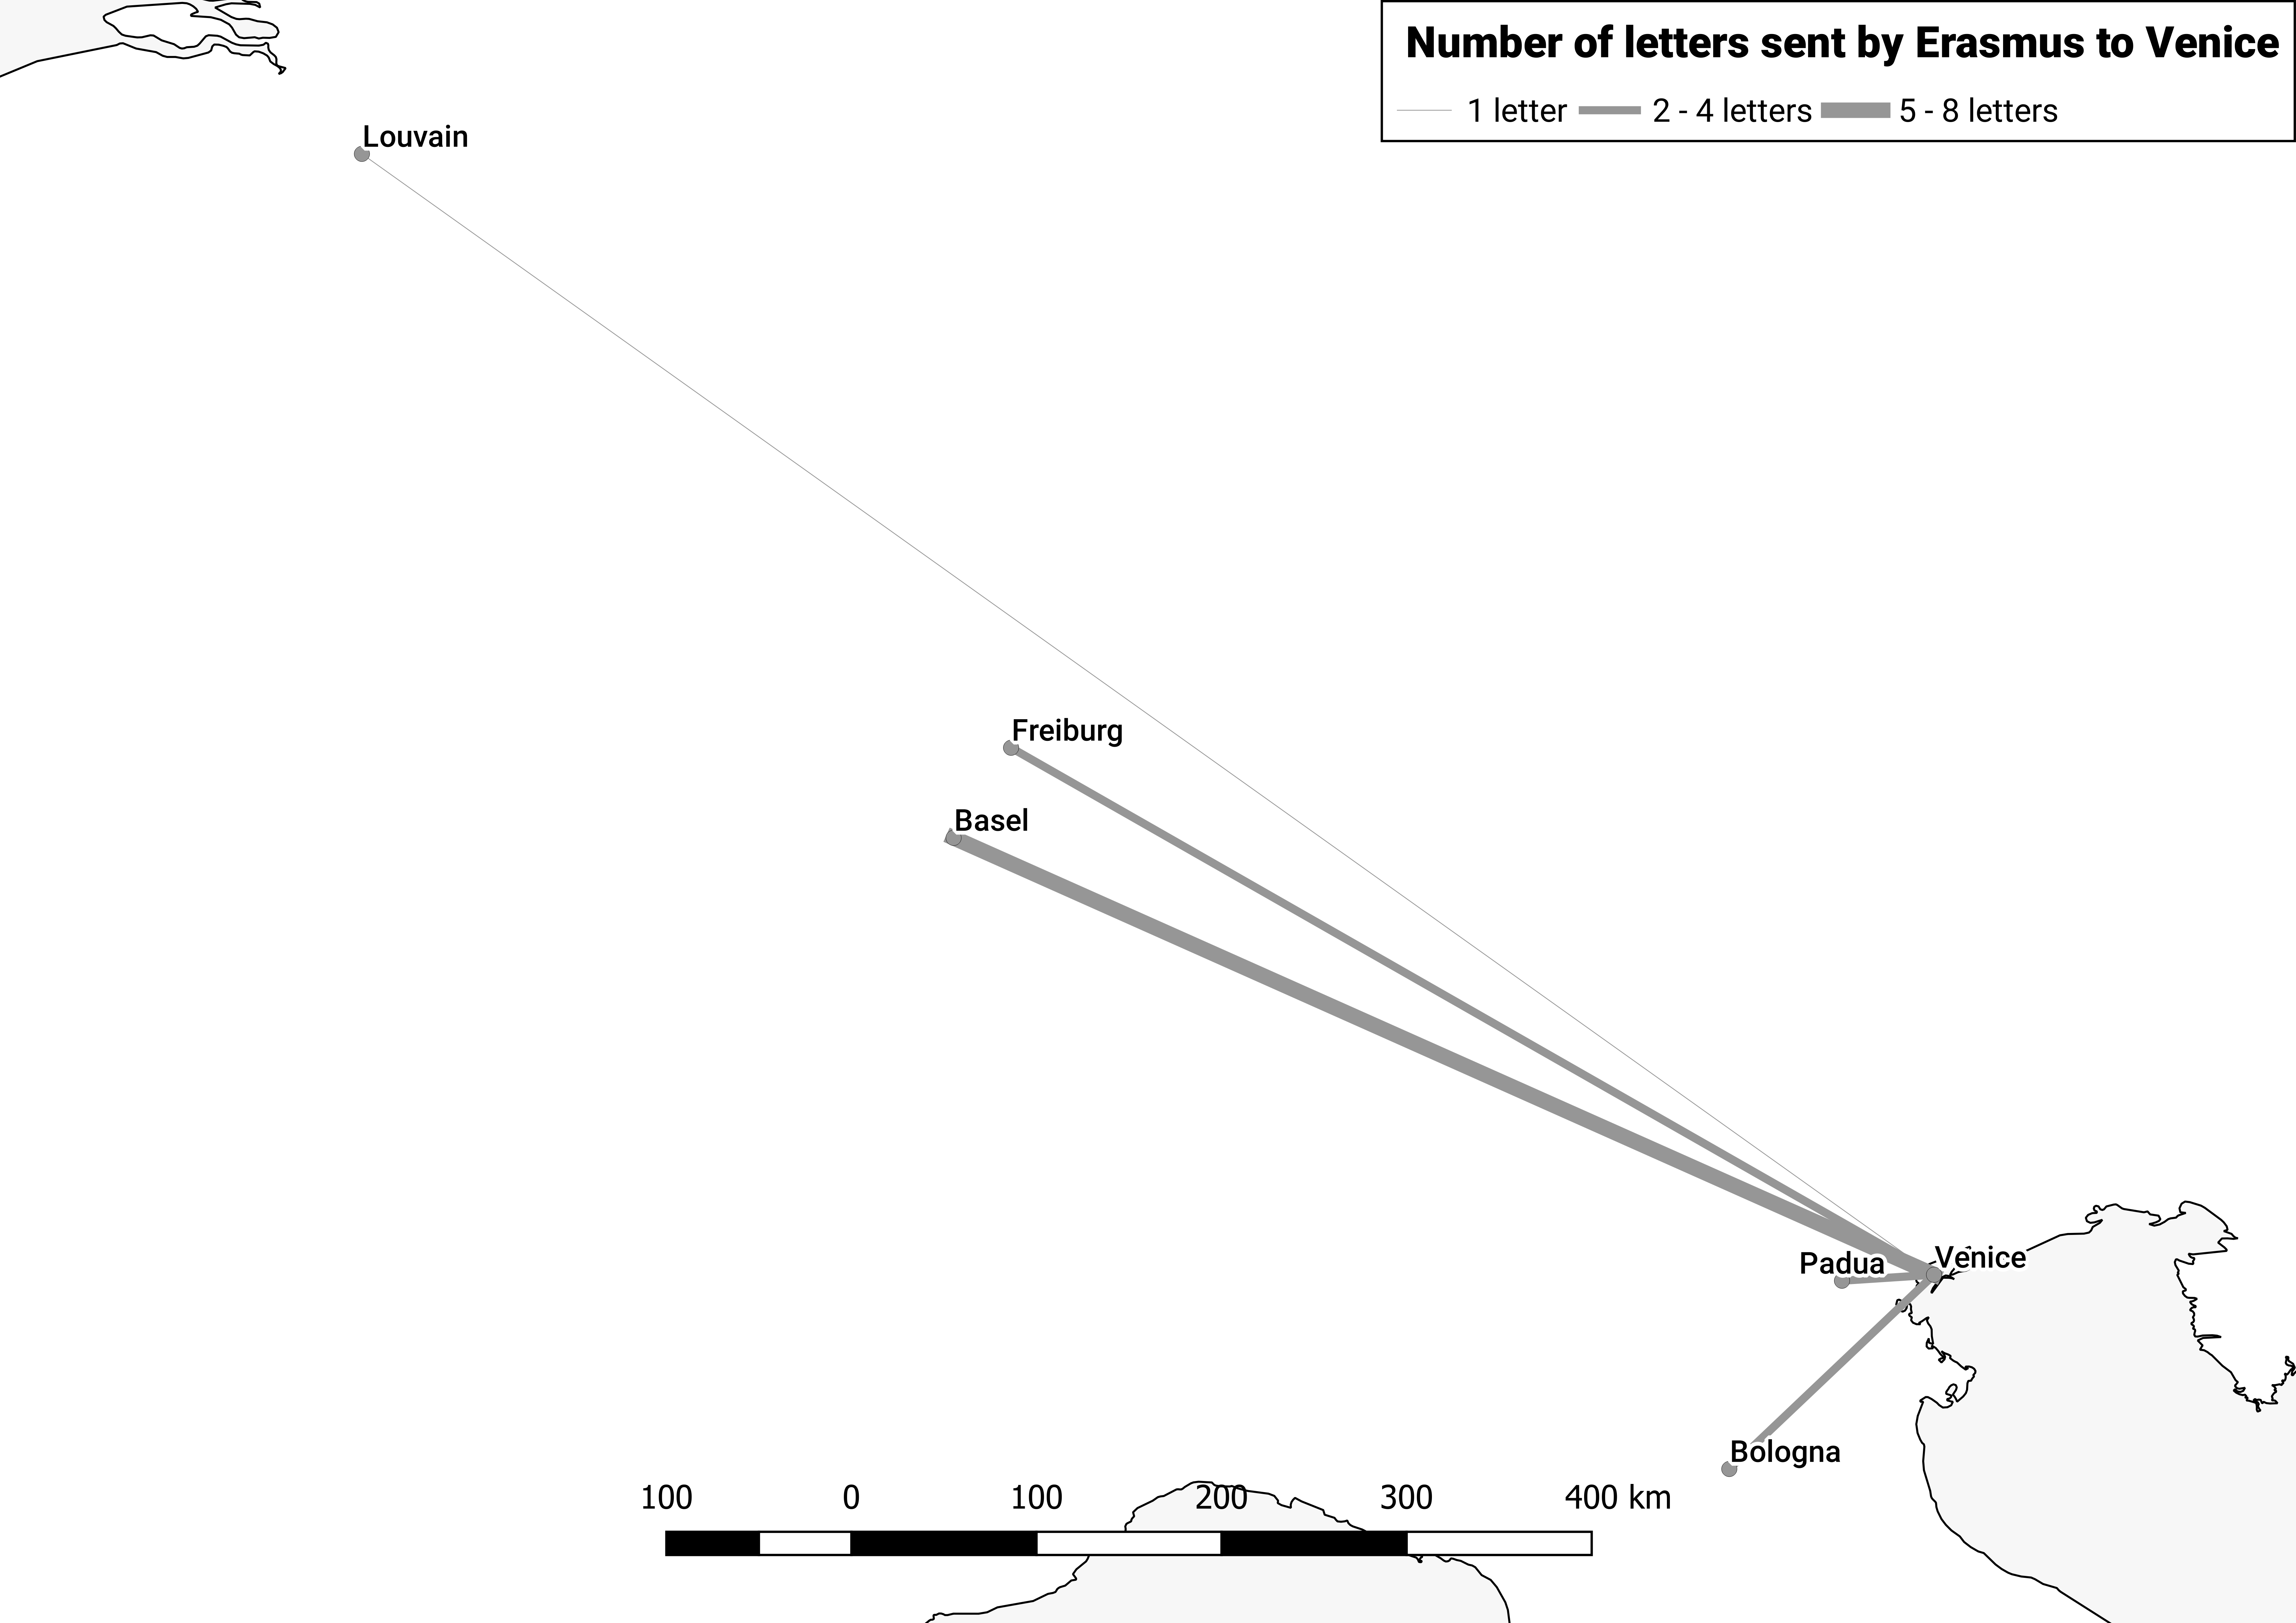 Number of letters sent by Erasmus to Venice
1 letter 2 - 4 letters 5 - 8 letters
Louvain
Freiburg
Basel
Venice
Padua
Bologna
100 0 100 200 300 400 km